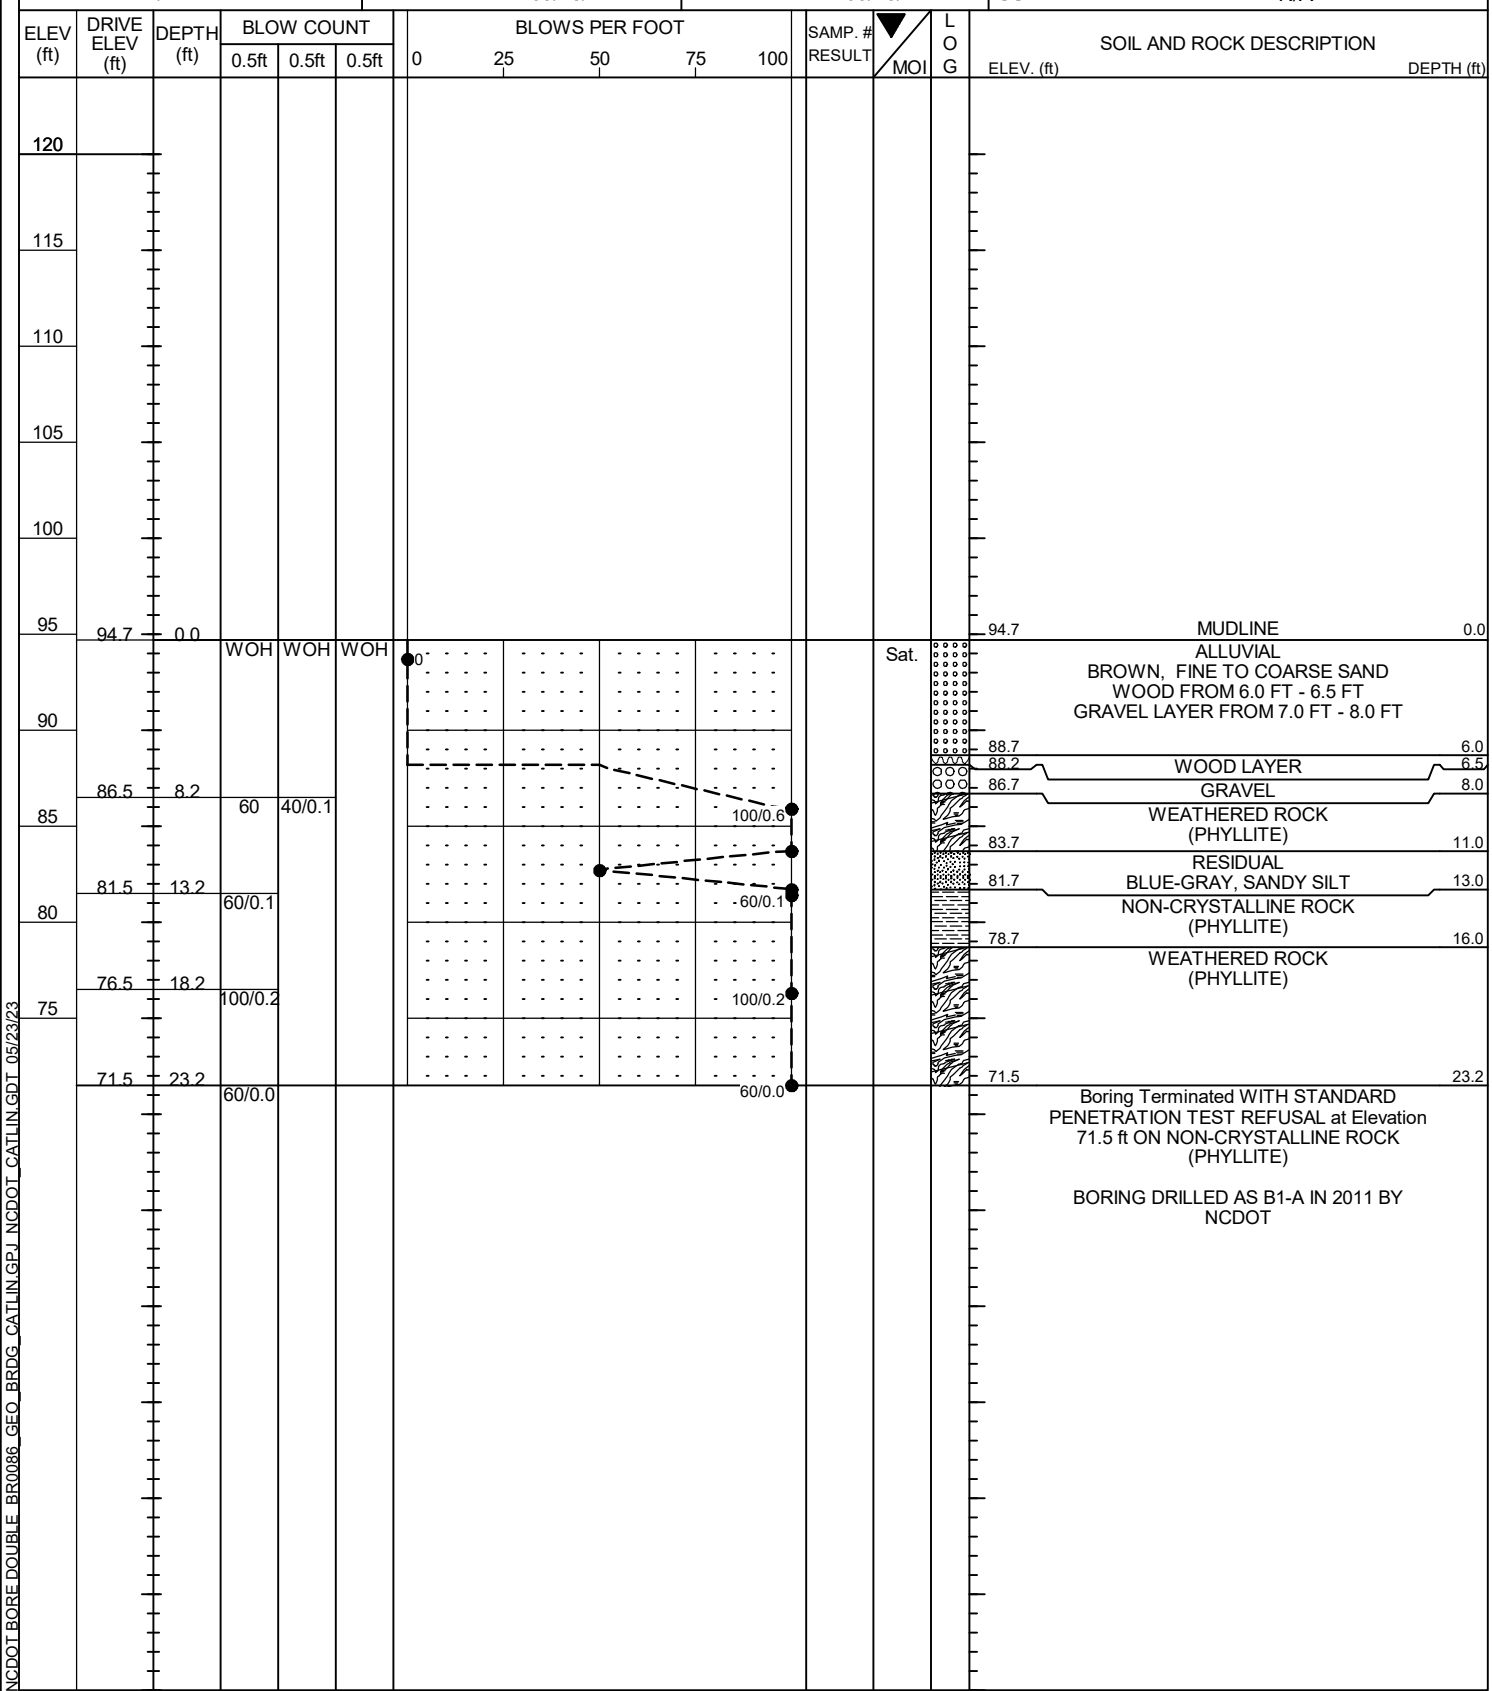 ELEV (ft)
DRIVE ELEV (ft)
DEPTH (ft)
BLOW COUNT
0.5ft 0.5ft 0.5ft
BLOWS PER FOOT
0 25 50 75 100
SAMP. # RESULT
MOI
L O G
SOIL AND ROCK DESCRIPTION
ELEV. (ft) DEPTH (ft)
120
115
110
105
100
95
94.7 0.0
94.7 MUDLINE 0.0
WOH WOH WOH 0 Sat.
ALLUVIAL
BROWN, FINE TO COARSE SAND
WOOD FROM 6.0 FT - 6.5 FT
GRAVEL LAYER FROM 7.0 FT - 8.0 FT
90
88.7 6.0
88.2 WOOD LAYER 6.5
86.7 GRAVEL 8.0
86.5 8.2
60 40/0.1 100/0.6
85
WEATHERED ROCK
(PHYLLITE)
83.7 11.0
RESIDUAL
BLUE-GRAY, SANDY SILT
81.7 13.0
81.5 13.2
60/0.1 60/0.1
80
NON-CRYSTALLINE ROCK
(PHYLLITE)
78.7 16.0
WEATHERED ROCK
(PHYLLITE)
76.5 18.2
100/0.2 100/0.2
75
71.5 23.2
71.5 23.2
60/0.0 60/0.0
Boring Terminated WITH STANDARD
PENETRATION TEST REFUSAL at Elevation
71.5 ft ON NON-CRYSTALLINE ROCK
(PHYLLITE)
BORING DRILLED AS B1-A IN 2011 BY
NCDOT
NCDOT BORE DOUBLE BR0086_GEO_BRDG_CATLIN.GPJ NCDOT_CATLIN.GDT 05/23/23